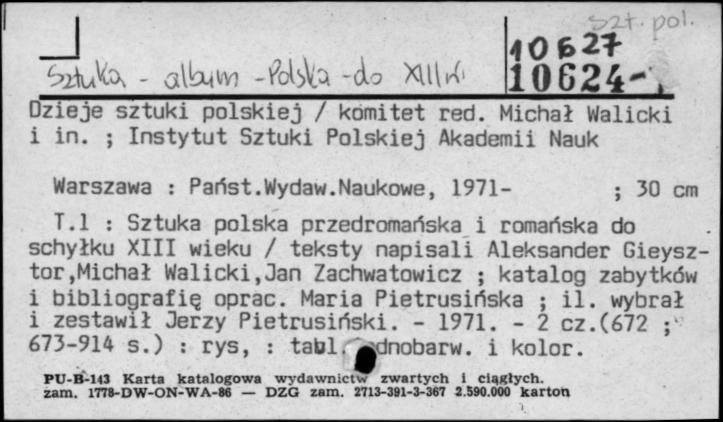 szt. pol.
10627
Sztuka - album - Polska - do XIII w.
10624-
Dzieje sztuki polskiej / komitet red. Michał Walicki
i in. ; Instytut Sztuki Polskiej Akademii Nauk
Warszawa : Państ.Wydaw.Naukowe, 1971- ; 30 cm
T.1 : Sztuka polska przedromańska i romańska do
schyłku XIII wieku / teksty napisali Aleksander Gieysz-
tor,Michał Walicki,Jan Zachwatowicz ; katalog zabytków
i bibliografię oprac. Maria Pietrusińska ; il. wybrał
i zestawił Jerzy Pietrusiński. - 1971. - 2 cz.(672 ;
673-914 s.) : rys, : tabl dnobarw. i kolor.
PU-B-143 Karta katalogowa wydawnictw zwartych i ciągłych.
zam. 1778-DW-ON-WA-86 — DZG zam. 2713-391-3-367 2.590.000 karton